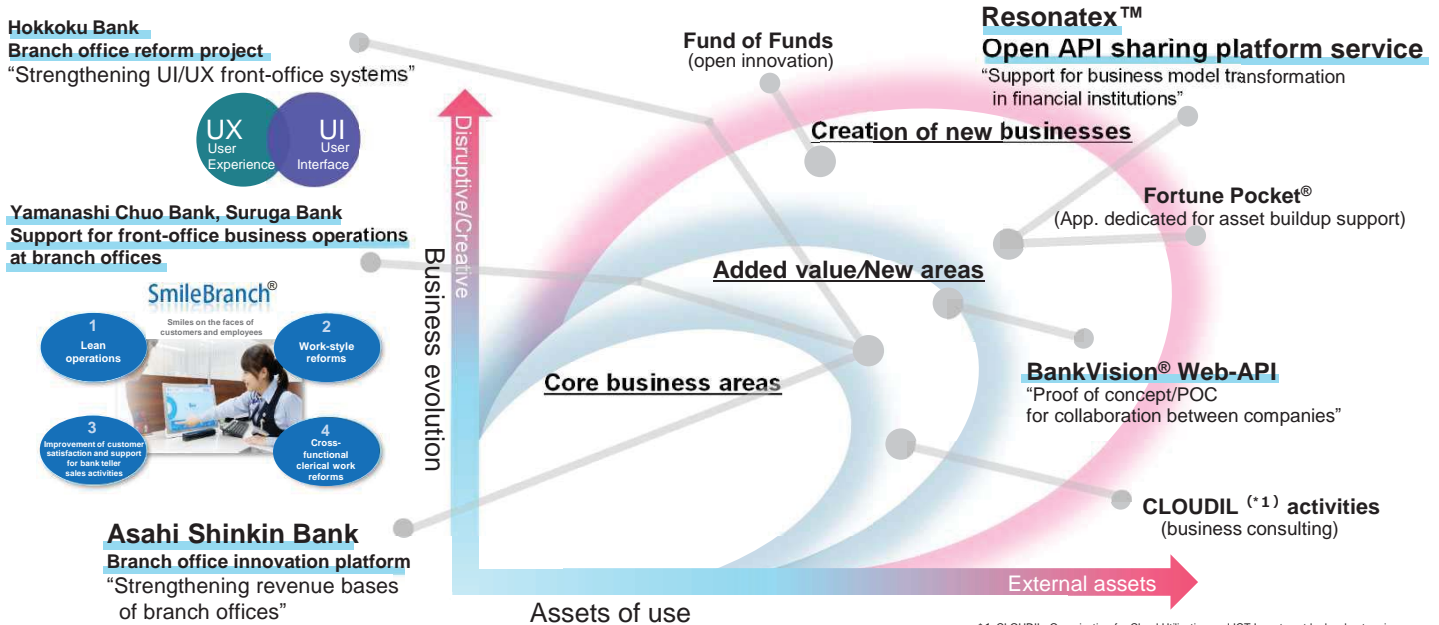 Hokkoku Bank
Branch office reform project
“Strengthening UI/UX front-office systems”
UX
User
Experience
UI
User
Interface
Yamanashi Chuo Bank, Suruga Bank
Support for front-office business operations
at branch offices
SmileBranch®
Smiles on the faces of
customers and employees
1
Lean
operations
2
Work-style
reforms
3
Improvement of customer
satisfaction and support
for bank teller
sales activities
4
Cross-
functional
clerical work
reforms
Asahi Shinkin Bank
Branch office innovation platform
“Strengthening revenue bases
of branch offices”
Business evolution
Disruptive/Creative
Fund of Funds
(open innovation)
Resonatex™
Open API sharing platform service
“Support for business model transformation
in financial institutions”
Creation of new businesses
Fortune Pocket®
(App. dedicated for asset buildup support)
Added value/New areas
BankVision® Web-API
“Proof of concept/POC
for collaboration between companies”
Core business areas
CLOUDIL (*1) activities
(business consulting)
External assets
Assets of use